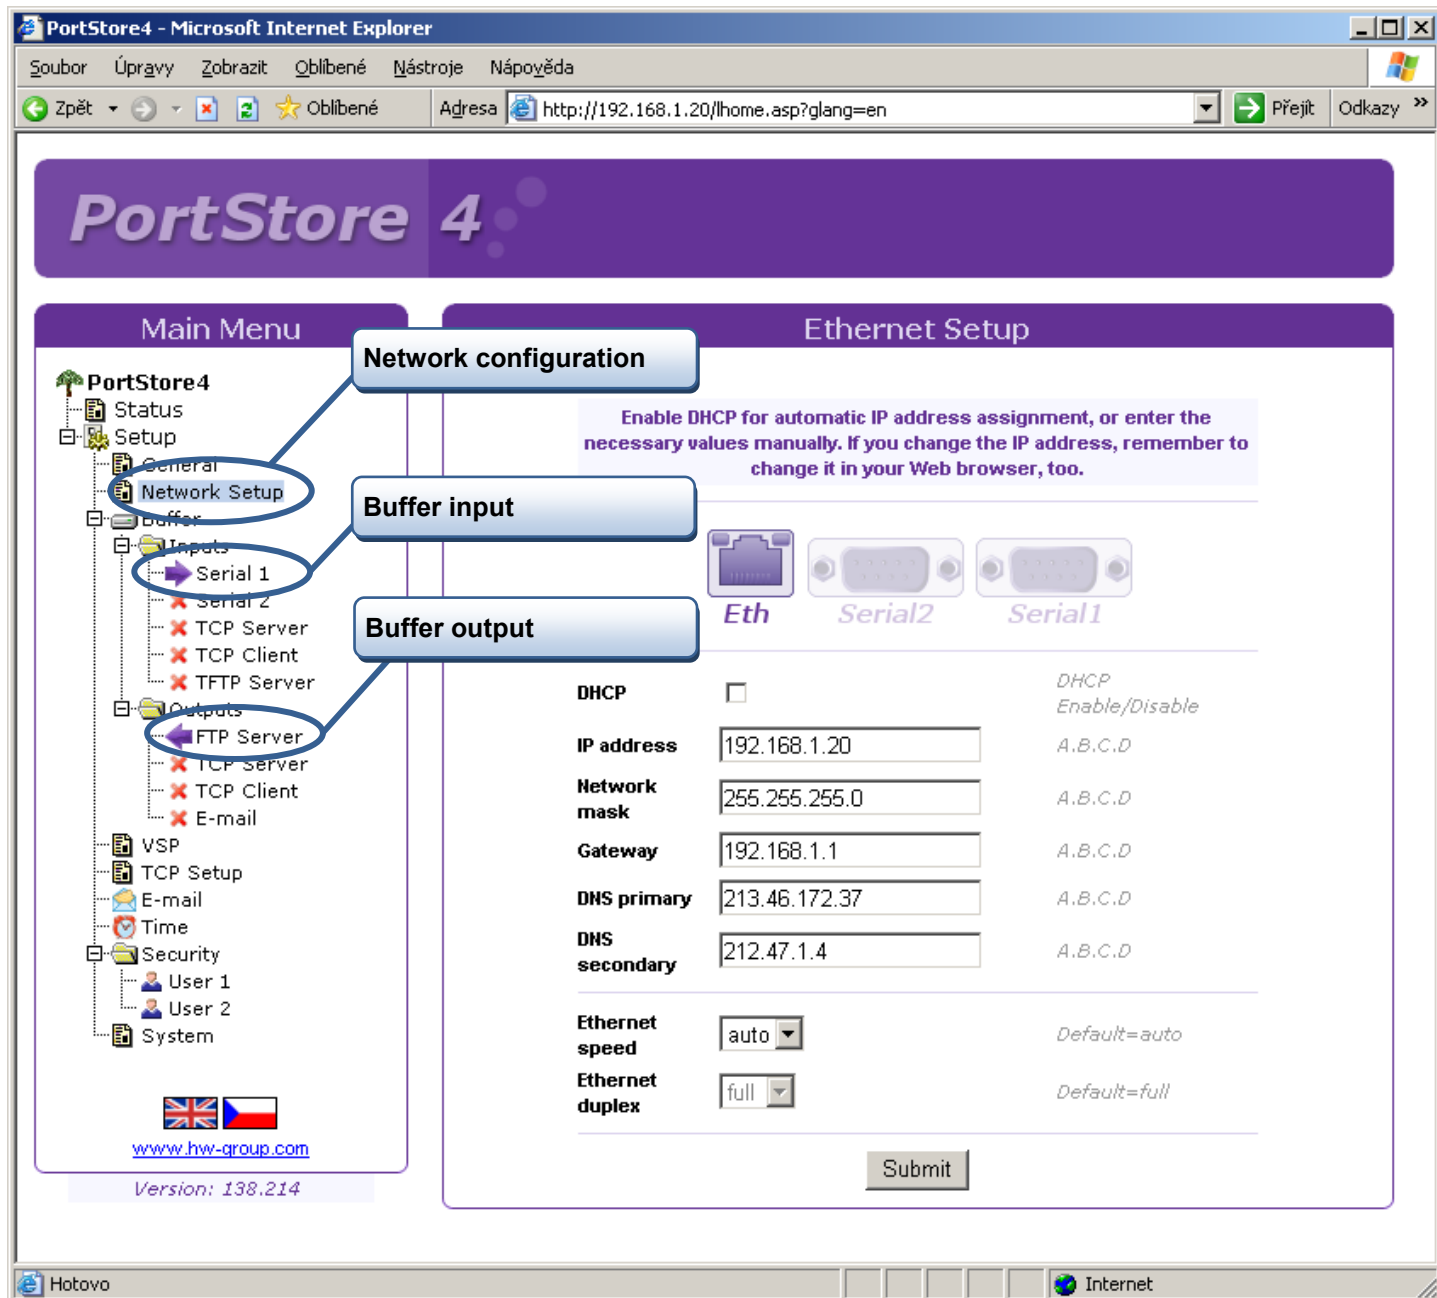 PortStore4 - Microsoft Internet Explorer
Soubor Úpravy Zobrazit Oblíbené Nástroje Nápověda
Zpět Oblíbené Adresa http://192.168.1.20/lhome.asp?glang=en Přejít Odkazy »
PortStore 4
Main Menu
PortStore4
Status
Setup
General
Network Setup
Buffer
Inputs
Serial 1
Serial 2
TCP Server
TCP Client
TFTP Server
Outputs
FTP Server
TCP Server
TCP Client
E-mail
VSP
TCP Setup
E-mail
Time
Security
User 1
User 2
System
www.hw-group.com
Version: 138.214
Network configuration
Buffer input
Buffer output
Ethernet Setup
Enable DHCP for automatic IP address assignment, or enter the
necessary values manually. If you change the IP address, remember to
change it in your Web browser, too.
Eth Serial2 Serial1
DHCP DHCP
Enable/Disable
IP address 192.168.1.20 A.B.C.D
Network
mask 255.255.255.0 A.B.C.D
Gateway 192.168.1.1 A.B.C.D
DNS primary 213.46.172.37 A.B.C.D
DNS
secondary 212.47.1.4 A.B.C.D
Ethernet
speed auto Default=auto
Ethernet
duplex full Default=full
Submit
Hotovo Internet